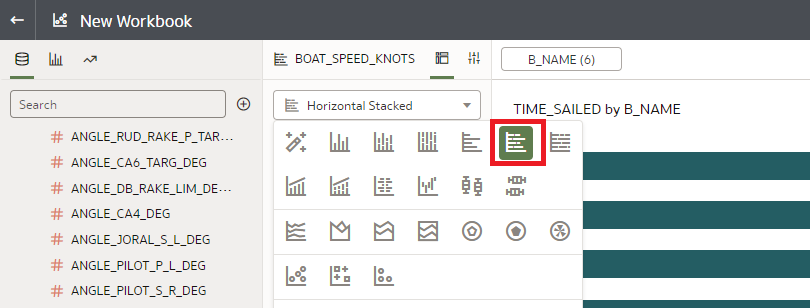 New Workbook
BOAT_SPEED_KNOTS
B_NAME (6)
Search
Horizontal Stacked
TIME_SAILED by B_NAME
# ANGLE_RUD_RAKE_P_TAR...
# ANGLE_CA6_TARG_DEG
# ANGLE_DB_RAKE_LIM_DE...
# ANGLE_CA4_DEG
# ANGLE_JORAL_S_L_DEG
# ANGLE_PILOT_P_L_DEG
# ANGLE_PILOT_S_R_DEG